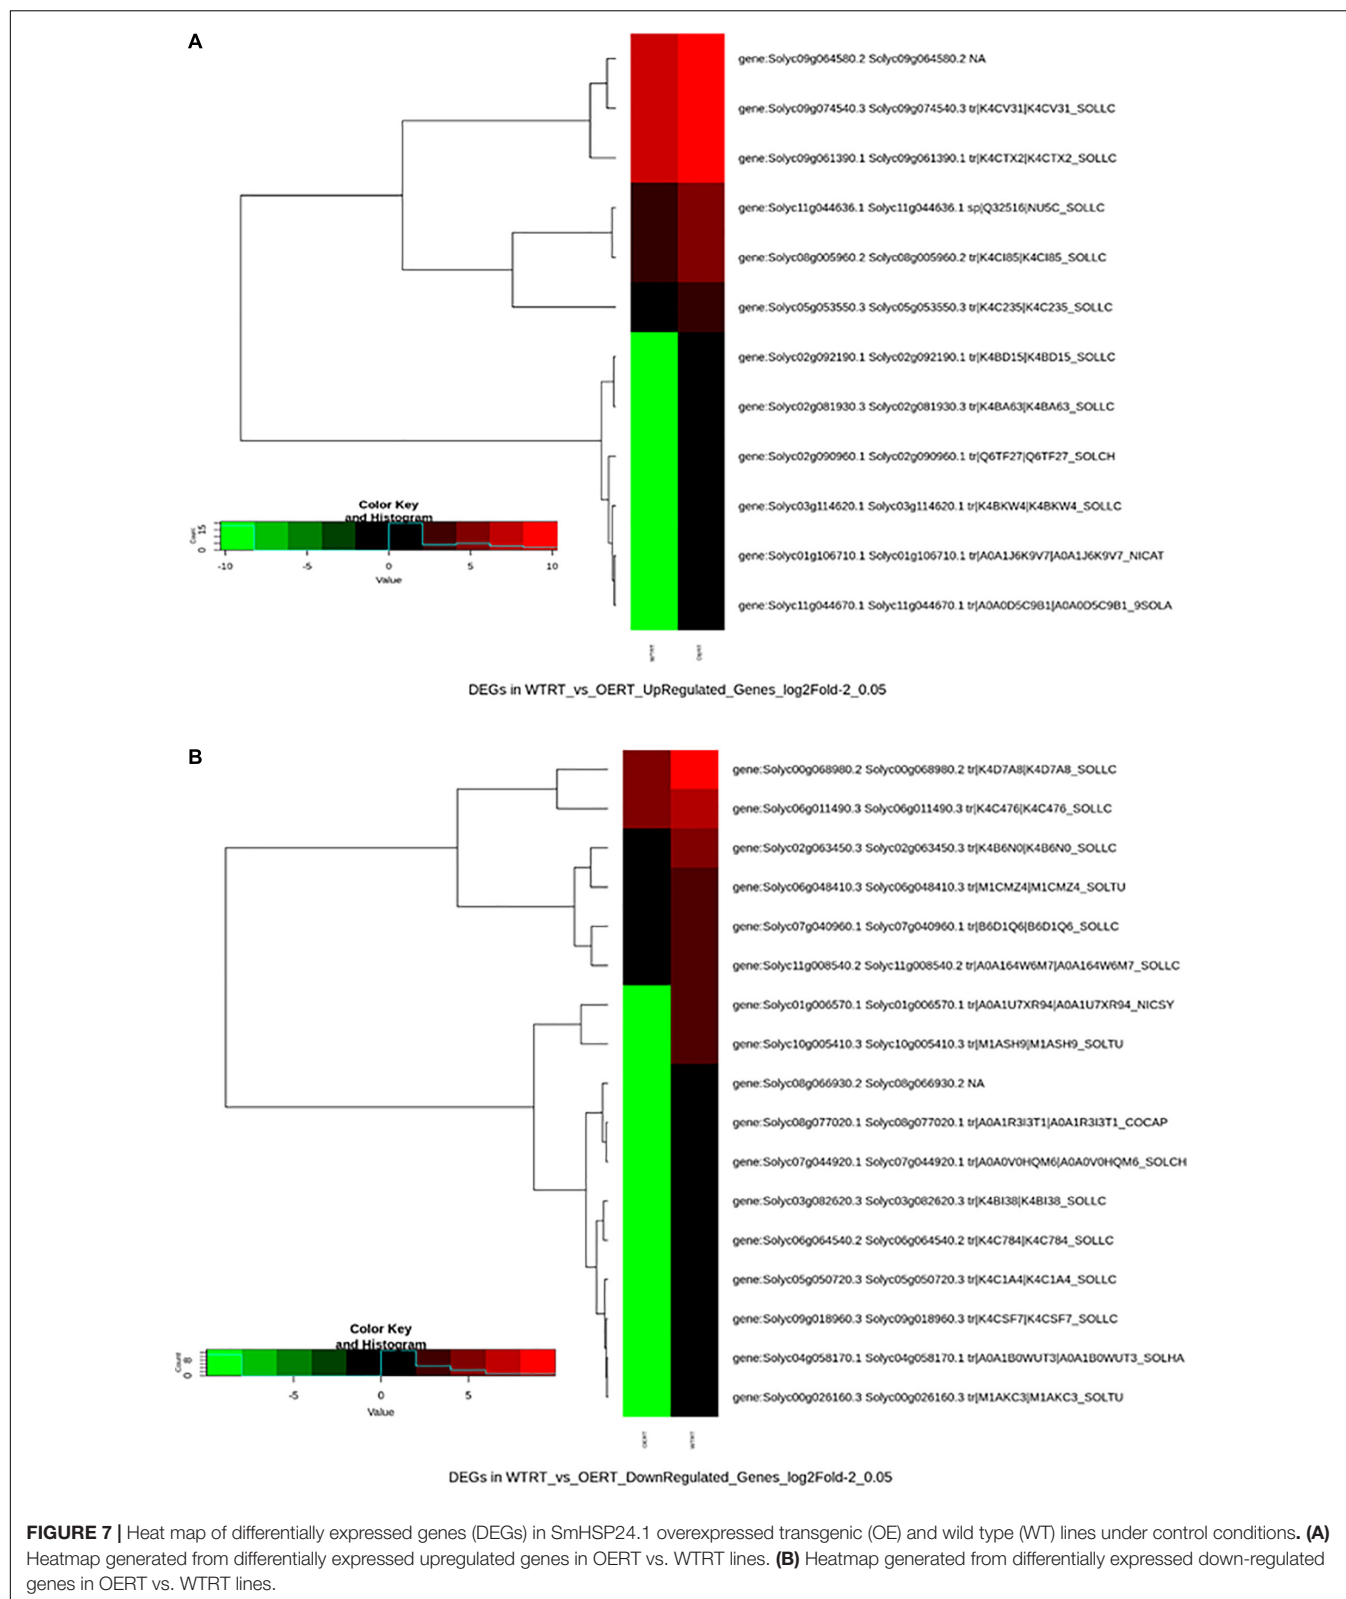 A
gene:Solyc09g064580.2 Solyc09g064580.2 NA
gene:Solyc09g074540.3 Solyc09g074540.3 tr|K4CV31|K4CV31_SOLLC
gene:Solyc09g061390.1 Solyc09g061390.1 tr|K4CTX2|K4CTX2_SOLLC
gene:Solyc11g044636.1 Solyc11g044636.1 sp|Q32516|NU5C_SOLLC
gene:Solyc08g005960.2 Solyc08g005960.2 tr|K4CI85|K4CI85_SOLLC
gene:Solyc05g053550.3 Solyc05g053550.3 tr|K4C235|K4C235_SOLLC
gene:Solyc02g092190.1 Solyc02g092190.1 tr|K4BD15|K4BD15_SOLLC
gene:Solyc02g081930.3 Solyc02g081930.3 tr|K4BA63|K4BA63_SOLLC
gene:Solyc02g090960.1 Solyc02g090960.1 tr|Q6TF27|Q6TF27_SOLCH
gene:Solyc03g114620.1 Solyc03g114620.1 tr|K4BKW4|K4BKW4_SOLLC
gene:Solyc01g106710.1 Solyc01g106710.1 tr|A0A1J6K9V7|A0A1J6K9V7_NICAT
gene:Solyc11g044670.1 Solyc11g044670.1 tr|A0A0D5C9B1|A0A0D5C9B1_9SOLA
Color Key
and Histogram
Count
0 15
-10 -5 0 5 10
Value
WTRT OERT
DEGs in WTRT_vs_OERT_UpRegulated_Genes_log2Fold-2_0.05
B
gene:Solyc00g068980.2 Solyc00g068980.2 tr|K4D7A8|K4D7A8_SOLLC
gene:Solyc06g011490.3 Solyc06g011490.3 tr|K4C476|K4C476_SOLLC
gene:Solyc02g063450.3 Solyc02g063450.3 tr|K4B6N0|K4B6N0_SOLLC
gene:Solyc06g048410.3 Solyc06g048410.3 tr|M1CMZ4|M1CMZ4_SOLTU
gene:Solyc07g040960.1 Solyc07g040960.1 tr|B6D1Q6|B6D1Q6_SOLLC
gene:Solyc11g008540.2 Solyc11g008540.2 tr|A0A164W6M7|A0A164W6M7_SOLLC
gene:Solyc01g006570.1 Solyc01g006570.1 tr|A0A1U7XR94|A0A1U7XR94_NICSY
gene:Solyc10g005410.3 Solyc10g005410.3 tr|M1ASH9|M1ASH9_SOLTU
gene:Solyc08g066930.2 Solyc08g066930.2 NA
gene:Solyc08g077020.1 Solyc08g077020.1 tr|A0A1R3I3T1|A0A1R3I3T1_COCAP
gene:Solyc07g044920.1 Solyc07g044920.1 tr|A0A0V0HQM6|A0A0V0HQM6_SOLCH
gene:Solyc03g082620.3 Solyc03g082620.3 tr|K4BI38|K4BI38_SOLLC
gene:Solyc06g064540.2 Solyc06g064540.2 tr|K4C784|K4C784_SOLLC
gene:Solyc05g050720.3 Solyc05g050720.3 tr|K4C1A4|K4C1A4_SOLLC
gene:Solyc09g018960.3 Solyc09g018960.3 tr|K4CSF7|K4CSF7_SOLLC
gene:Solyc04g058170.1 Solyc04g058170.1 tr|A0A1B0WUT3|A0A1B0WUT3_SOLHA
gene:Solyc00g026160.3 Solyc00g026160.3 tr|M1AKC3|M1AKC3_SOLTU
Color Key
and Histogram
Count
0 8
-5 0 5
Value
OERT WTRT
DEGs in WTRT_vs_OERT_DownRegulated_Genes_log2Fold-2_0.05
FIGURE 7 | Heat map of differentially expressed genes (DEGs) in SmHSP24.1 overexpressed transgenic (OE) and wild type (WT) lines under control conditions. (A)
Heatmap generated from differentially expressed upregulated genes in OERT vs. WTRT lines. (B) Heatmap generated from differentially expressed down-regulated
genes in OERT vs. WTRT lines.